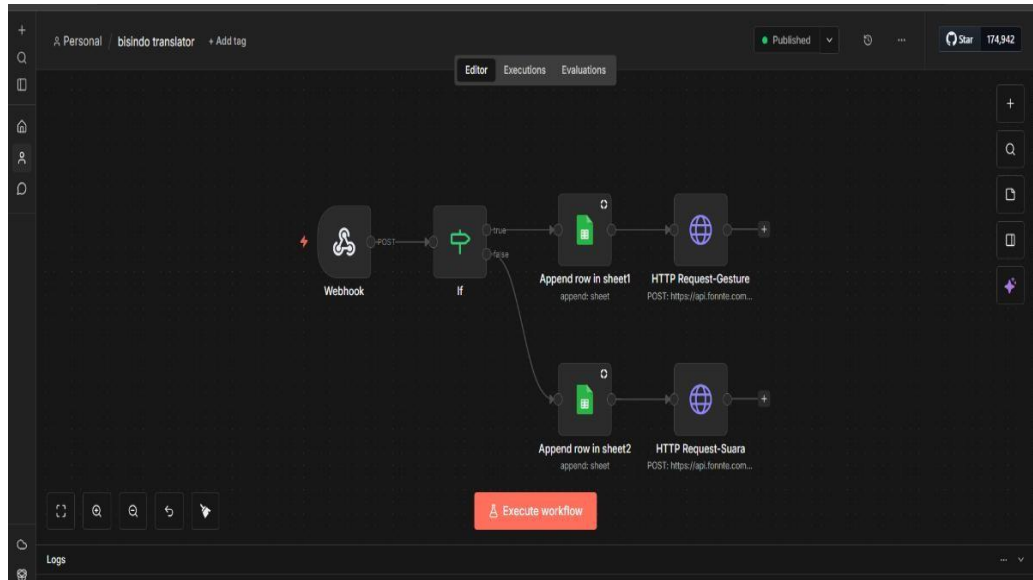 Personal / bisindo translator + Add tag
Published
Star 174,942
Editor Executions Evaluations
POST
true
false
Webhook
If
Append row in sheet1
append: sheet
HTTP Request-Gesture
POST: https://api.fonnte.com...
Append row in sheet2
append: sheet
HTTP Request-Suara
POST: https://api.fonnte.com...
Execute workflow
Logs